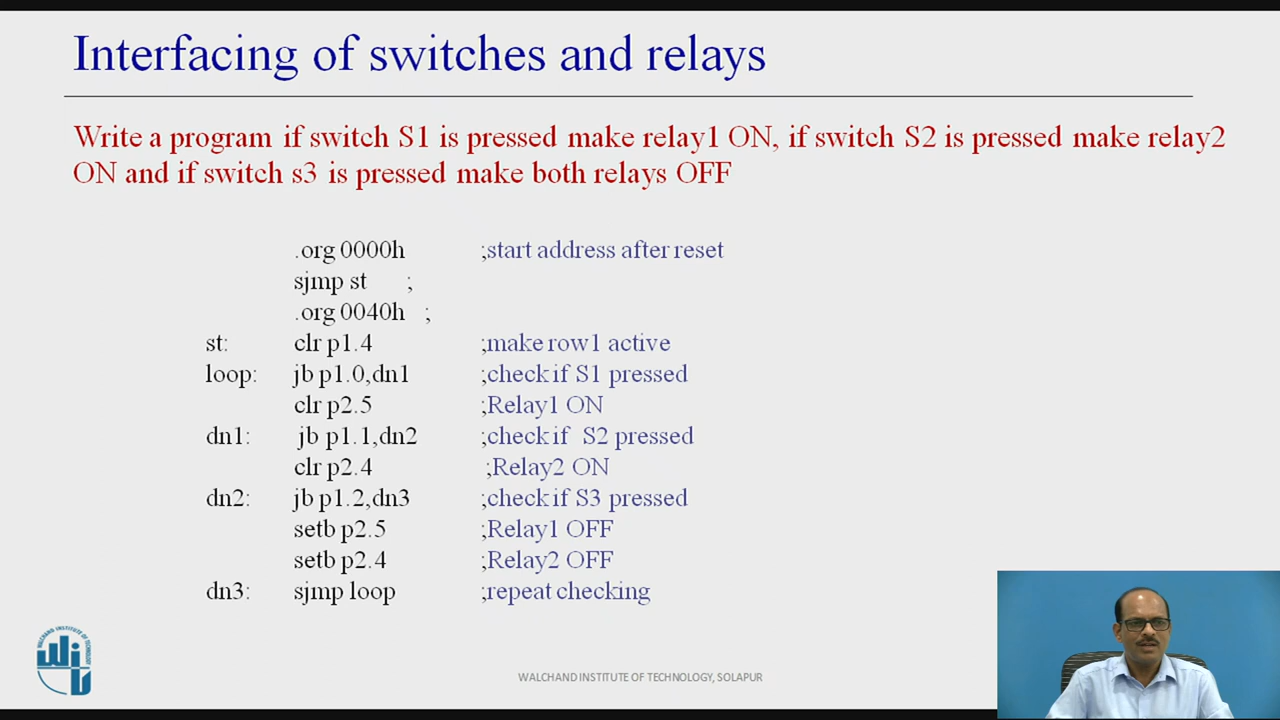 Interfacing of switches and relays
Write a program if switch S1 is pressed make relay1 ON, if switch S2 is pressed make relay2
ON and if switch s3 is pressed make both relays OFF
.org 0000h ;start address after reset
sjmp st ;
.org 0040h ;
st: clr p1.4 ;make row1 active
loop: jb p1.0,dn1 ;check if S1 pressed
clr p2.5 ;Relay1 ON
dn1: jb p1.1,dn2 ;check if S2 pressed
clr p2.4 ;Relay2 ON
dn2: jb p1.2,dn3 ;check if S3 pressed
setb p2.5 ;Relay1 OFF
setb p2.4 ;Relay2 OFF
dn3: sjmp loop ;repeat checking
WALCHAND INSTITUTE OF TECHNOLOGY
WIT
WALCHAND INSTITUTE OF TECHNOLOGY, SOLAPUR